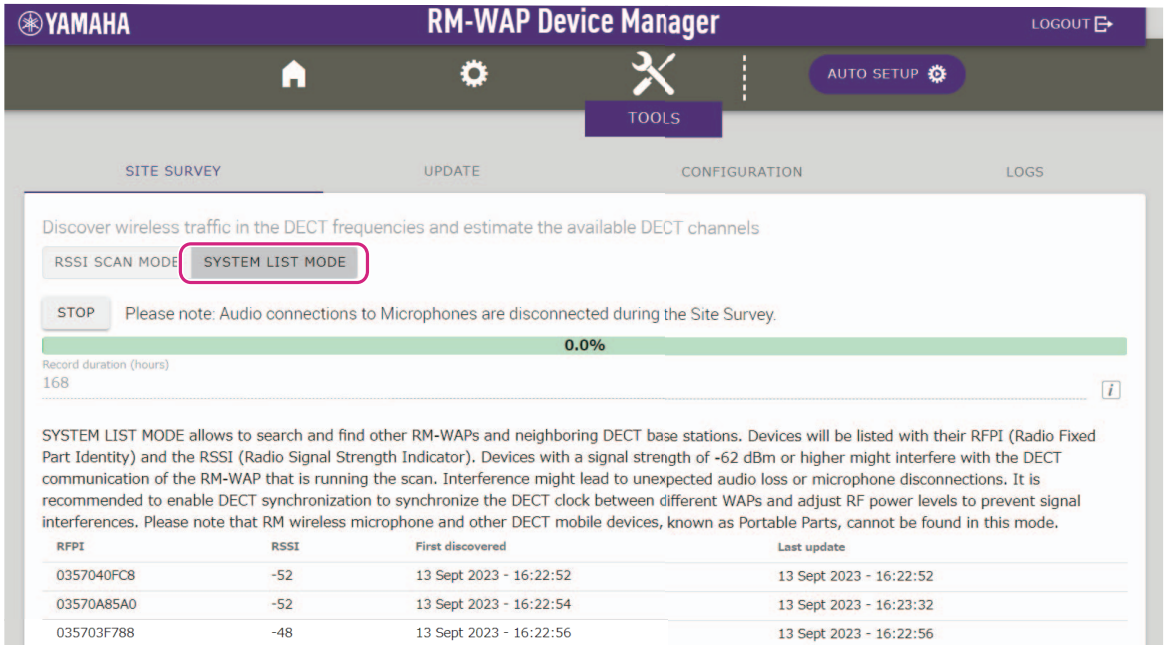 YAMAHA
RM-WAP Device Manager
LOGOUT
AUTO SETUP
TOOLS
SITE SURVEY
UPDATE
CONFIGURATION
LOGS
Discover wireless traffic in the DECT frequencies and estimate the available DECT channels
RSSI SCAN MODE
SYSTEM LIST MODE
STOP
Please note: Audio connections to Microphones are disconnected during the Site Survey.
0.0%
Record duration (hours)
168
i
SYSTEM LIST MODE allows to search and find other RM-WAPs and neighboring DECT base stations. Devices will be listed with their RFPI (Radio Fixed
Part Identity) and the RSSI (Radio Signal Strength Indicator). Devices with a signal strength of -62 dBm or higher might interfere with the DECT
communication of the RM-WAP that is running the scan. Interference might lead to unexpected audio loss or microphone disconnections. It is
recommended to enable DECT synchronization to synchronize the DECT clock between different WAPs and adjust RF power levels to prevent signal
interferences. Please note that RM wireless microphone and other DECT mobile devices, known as Portable Parts, cannot be found in this mode.
RFPI RSSI First discovered Last update
0357040FC8 -52 13 Sept 2023 - 16:22:52 13 Sept 2023 - 16:22:52
03570A85A0 -52 13 Sept 2023 - 16:22:54 13 Sept 2023 - 16:23:32
035703F788 -48 13 Sept 2023 - 16:22:56 13 Sept 2023 - 16:22:56